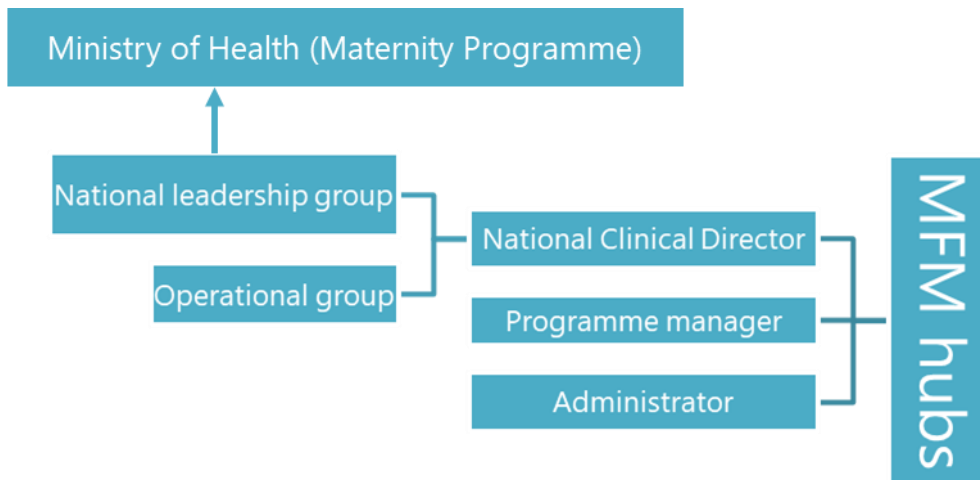 Ministry of Health (Maternity Programme)
National leadership group
Operational group
National Clinical Director
Programme manager
Administrator
MFM hubs